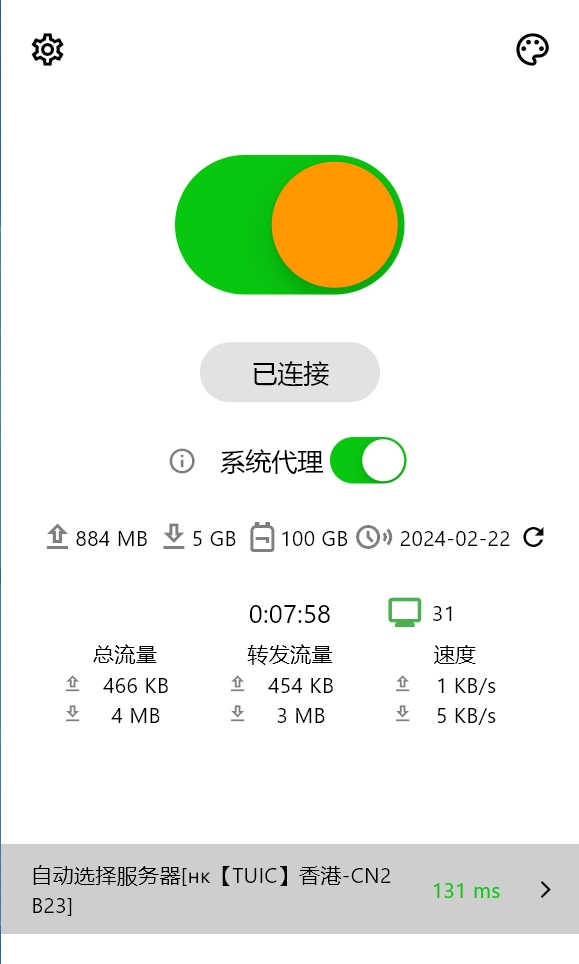 已连接
系统代理
884 MB 5 GB 100 GB 2024-02-22
0:07:58 31
总流量 转发流量 速度
466 KB 454 KB 1 KB/s
4 MB 3 MB 5 KB/s
自动选择服务器[нк【TUIC】香港-CN2 131 ms
B23]